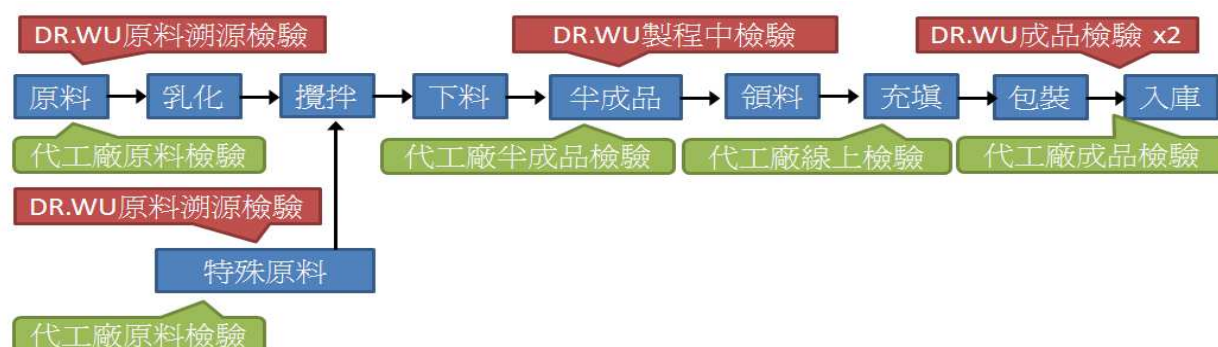 DR.WU原料溯源檢驗
DR.WU製程中檢驗
DR.WU成品檢驗 x2
原料
乳化
攪拌
下料
半成品
領料
充填
包裝
入庫
代工廠原料檢驗
代工廠半成品檢驗
代工廠線上檢驗
代工廠成品檢驗
DR.WU原料溯源檢驗
特殊原料
代工廠原料檢驗